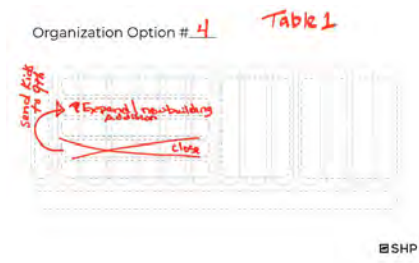 Organization Option # 4
Table 1
Send Kids
to 9th
Expand / new building
Addition
close
SHP